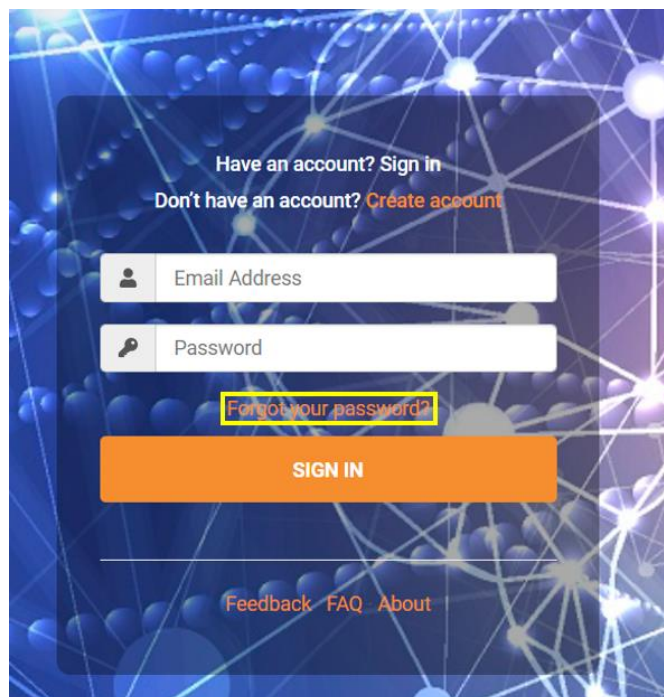 Have an account? Sign in
Don't have an account? Create account
Email Address
Password
Forgot your password?
SIGN IN
Feedback FAQ About